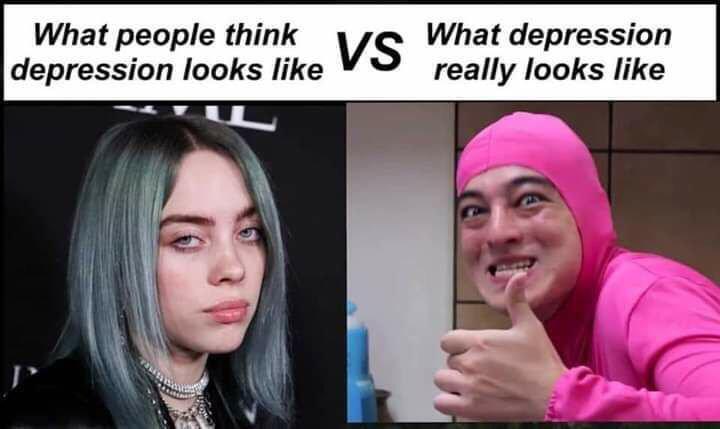 What people think
depression looks like
VS
What depression
really looks like